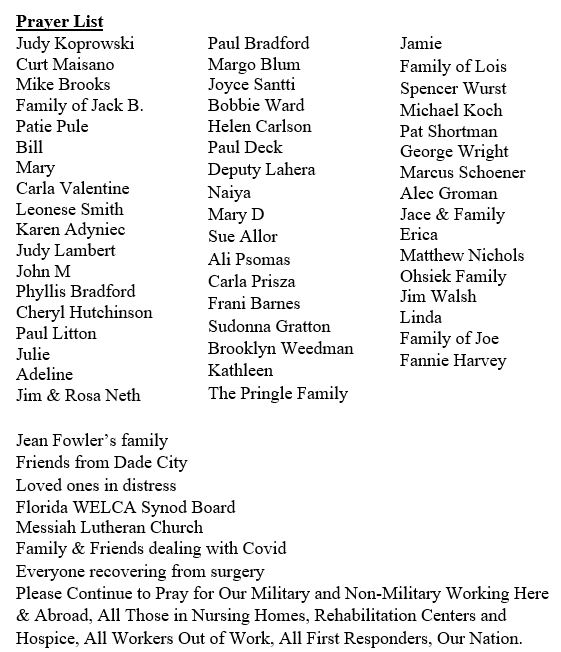 Prayer List
Judy Koprowski
Curt Maisano
Mike Brooks
Family of Jack B.
Patie Pule
Bill
Mary
Carla Valentine
Leonese Smith
Karen Adyniec
Judy Lambert
John M
Phyllis Bradford
Cheryl Hutchinson
Paul Litton
Julie
Adeline
Jim & Rosa Neth
Paul Bradford
Margo Blum
Joyce Santti
Bobbie Ward
Helen Carlson
Paul Deck
Deputy Lahera
Naiya
Mary D
Sue Allor
Ali Psomas
Carla Prisza
Frani Barnes
Sudonna Gratton
Brooklyn Weedman
Kathleen
The Pringle Family
Jamie
Family of Lois
Spencer Wurst
Michael Koch
Pat Shortman
George Wright
Marcus Schoener
Alec Groman
Jace & Family
Erica
Matthew Nichols
Ohsiek Family
Jim Walsh
Linda
Family of Joe
Fannie Harvey
Jean Fowler’s family
Friends from Dade City
Loved ones in distress
Florida WELCA Synod Board
Messiah Lutheran Church
Family & Friends dealing with Covid
Everyone recovering from surgery
Please Continue to Pray for Our Military and Non-Military Working Here
& Abroad, All Those in Nursing Homes, Rehabilitation Centers and
Hospice, All Workers Out of Work, All First Responders, Our Nation.